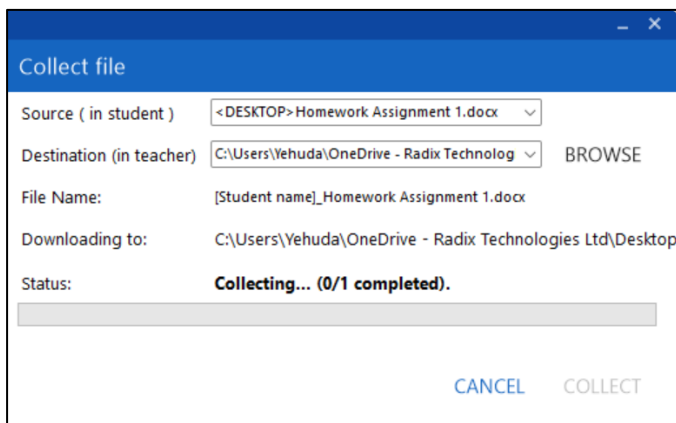 Collect file
Source ( in student ) <DESKTOP>Homework Assignment 1.docx
Destination (in teacher) C:\Users\Yehuda\OneDrive - Radix Technolog BROWSE
File Name: [Student name]_Homework Assignment 1.docx
Downloading to: C:\Users\Yehuda\OneDrive - Radix Technologies Ltd\Desktop
Status: Collecting... (0/1 completed).
CANCEL COLLECT